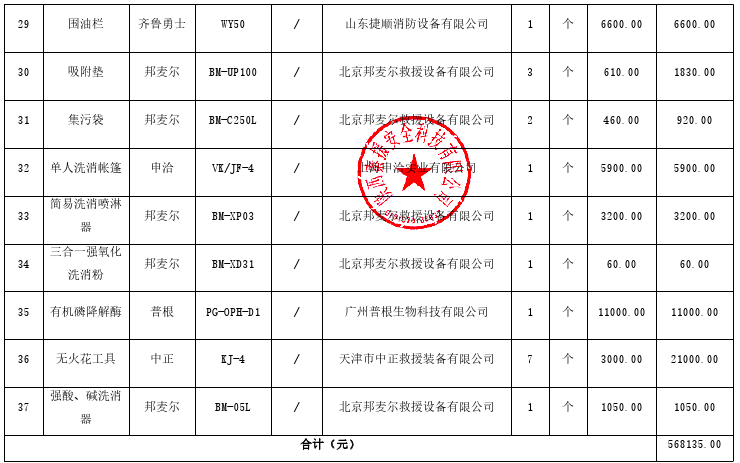 29 围油栏 齐鲁勇士 WY50 / 山东捷顺消防设备有限公司 1 个 6600.00 6600.00
30 吸附垫 邦麦尔 BM-UP100 / 北京邦麦尔救援设备有限公司 3 个 610.00 1830.00
31 集污袋 邦麦尔 BM-C250L / 北京邦麦尔救援设备有限公司 2 个 460.00 920.00
32 单人洗消帐篷 申洽 VK/JF-4 / 申洽实业有限公司 1 个 5900.00 5900.00
33 简易洗消喷淋
器 邦麦尔 BM-XP03 / 北京邦麦尔救援设备有限公司 1 个 3200.00 3200.00
34 三合一强氧化
洗消粉 邦麦尔 BM-XD31 / 北京邦麦尔救援设备有限公司 1 个 60.00 60.00
35 有机磷降解酶 普根 PG-OPH-D1 / 广州普根生物科技有限公司 1 个 11000.00 11000.00
36 无火花工具 中正 KJ-4 / 天津市中正救援装备有限公司 7 个 3000.00 21000.00
37 强酸、碱洗消
器 邦麦尔 BM-05L / 北京邦麦尔救援设备有限公司 1 个 1050.00 1050.00
合计（元） 568135.00
援安全科技有限公司